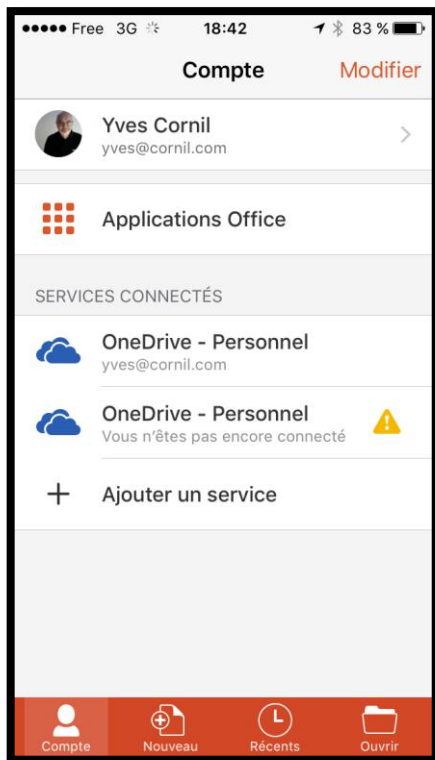 Free 3G 18:42 83 %
Compte Modifier
Yves Cornil
yves@cornil.com
Applications Office
SERVICES CONNECTÉS
OneDrive - Personnel
yves@cornil.com
OneDrive - Personnel
Vous n'êtes pas encore connecté
Ajouter un service
Compte Nouveau Récents Ouvrir